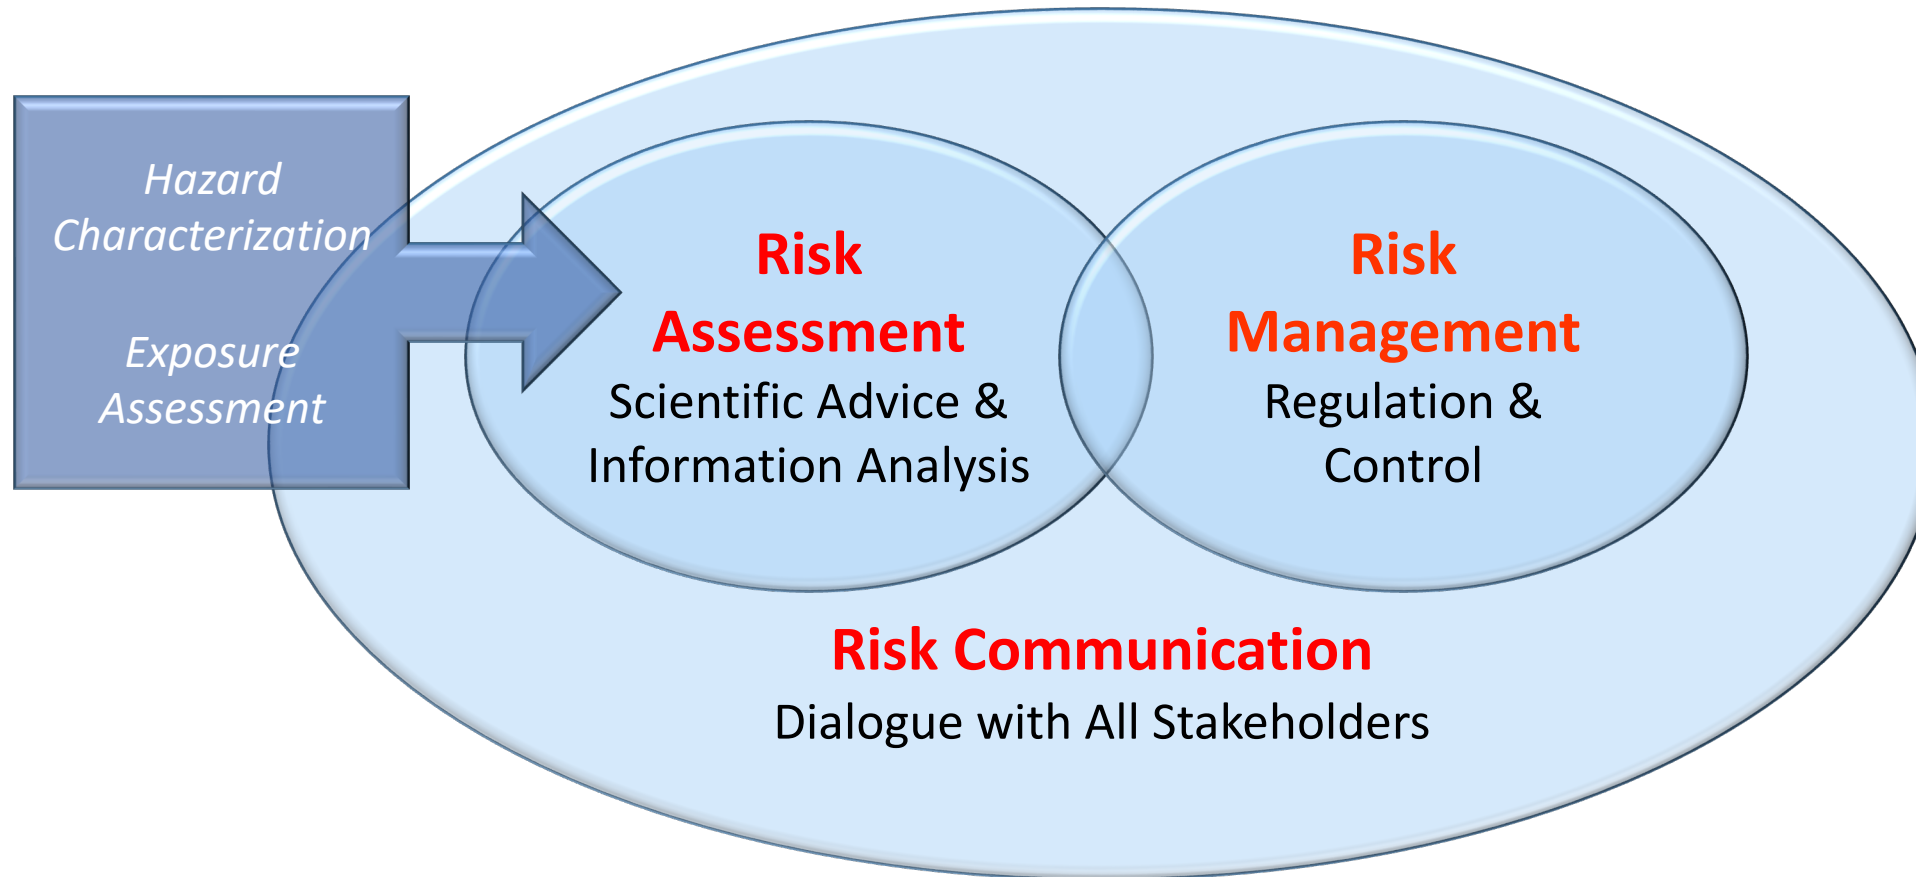 Hazard
Characterization
Exposure
Assessment
Risk
Assessment
Scientific Advice &
Information Analysis
Risk
Management
Regulation &
Control
Risk Communication
Dialogue with All Stakeholders